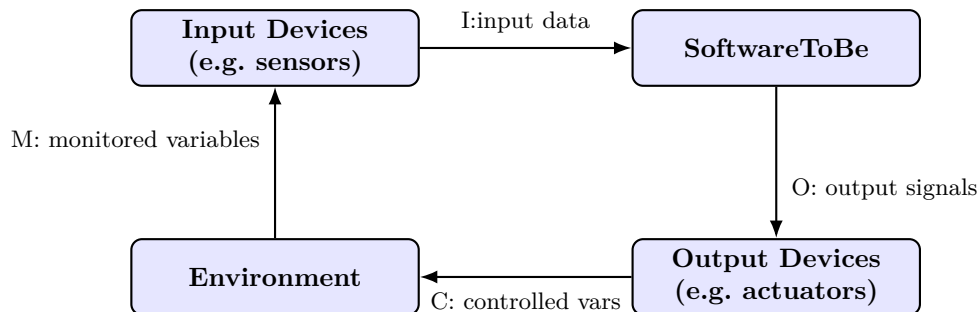 Input Devices
(e.g. sensors)
I:input data
SoftwareToBe
M: monitored variables
O: output signals
Environment
C: controlled vars
Output Devices
(e.g. actuators)